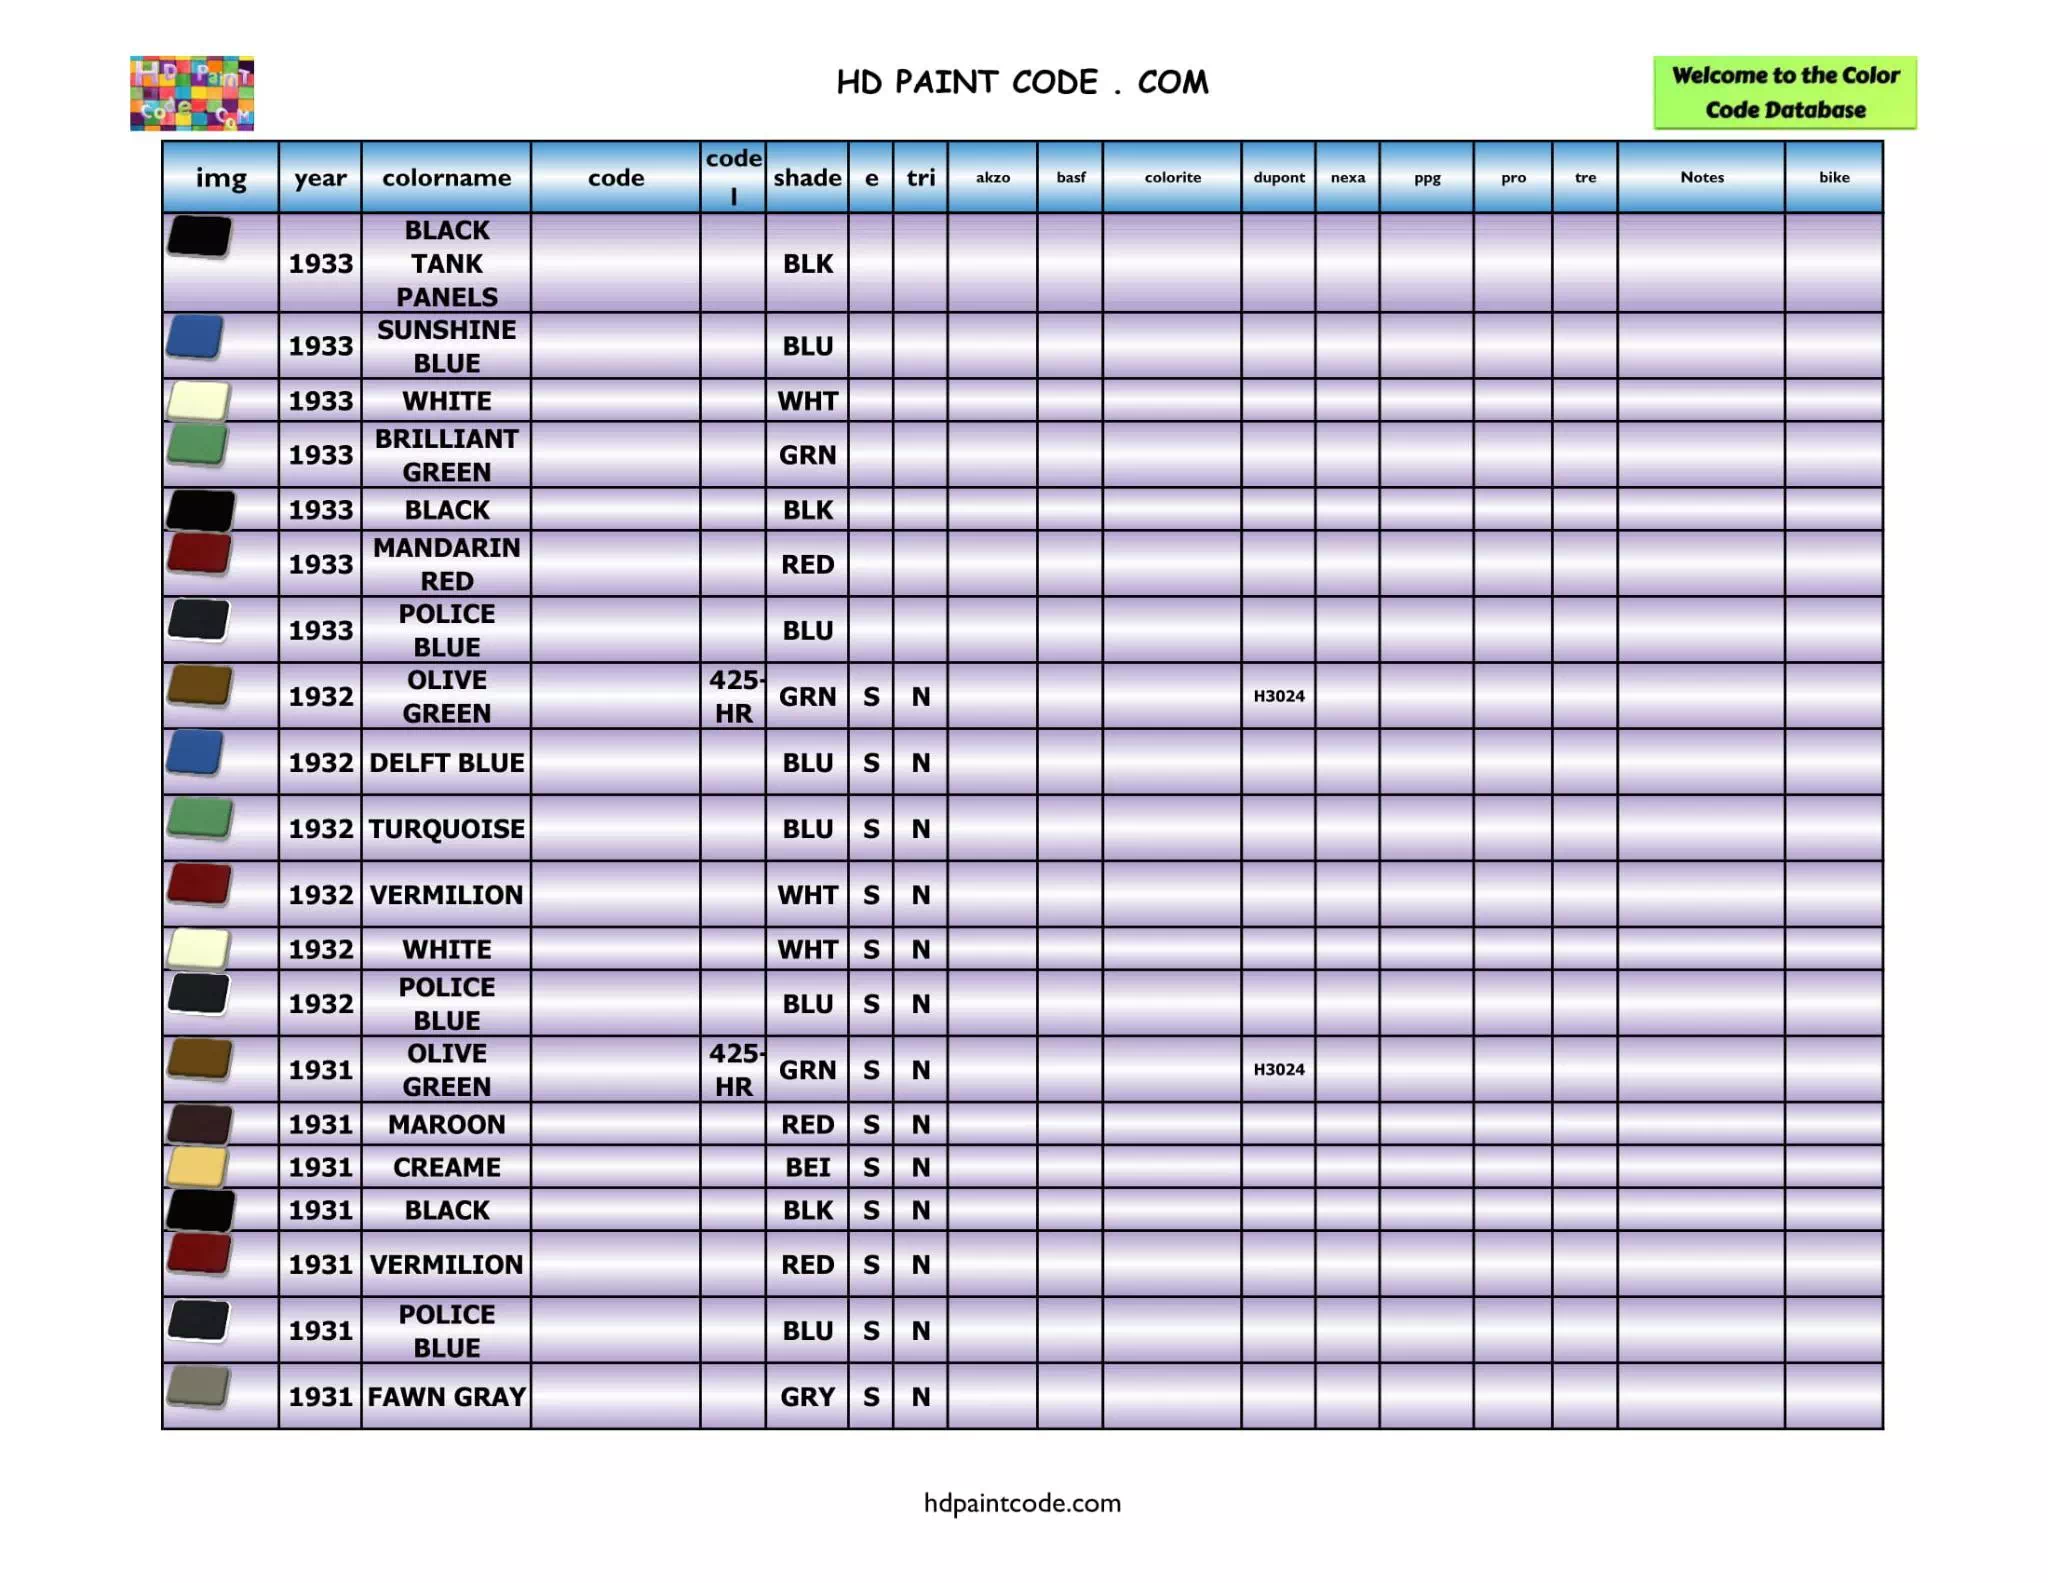 HD Paint
Code
CoM
HD PAINT CODE . COM
Welcome to the Color
Code Database
img year colorname code code l shade e tri akzo basf colorite dupont nexa ppg pro tre Notes bike
1933 BLACK TANK PANELS BLK
1933 SUNSHINE BLUE BLU
1933 WHITE WHT
1933 BRILLIANT GREEN GRN
1933 BLACK BLK
1933 MANDARIN RED RED
1933 POLICE BLUE BLU
1932 OLIVE GREEN 425-HR GRN S N H3024
1932 DELFT BLUE BLU S N
1932 TURQUOISE BLU S N
1932 VERMILION WHT S N
1932 WHITE WHT S N
1932 POLICE BLUE BLU S N
1931 OLIVE GREEN 425-HR GRN S N H3024
1931 MAROON RED S N
1931 CREAME BEI S N
1931 BLACK BLK S N
1931 VERMILION RED S N
1931 POLICE BLUE BLU S N
1931 FAWN GRAY GRY S N
hdpaintcode.com